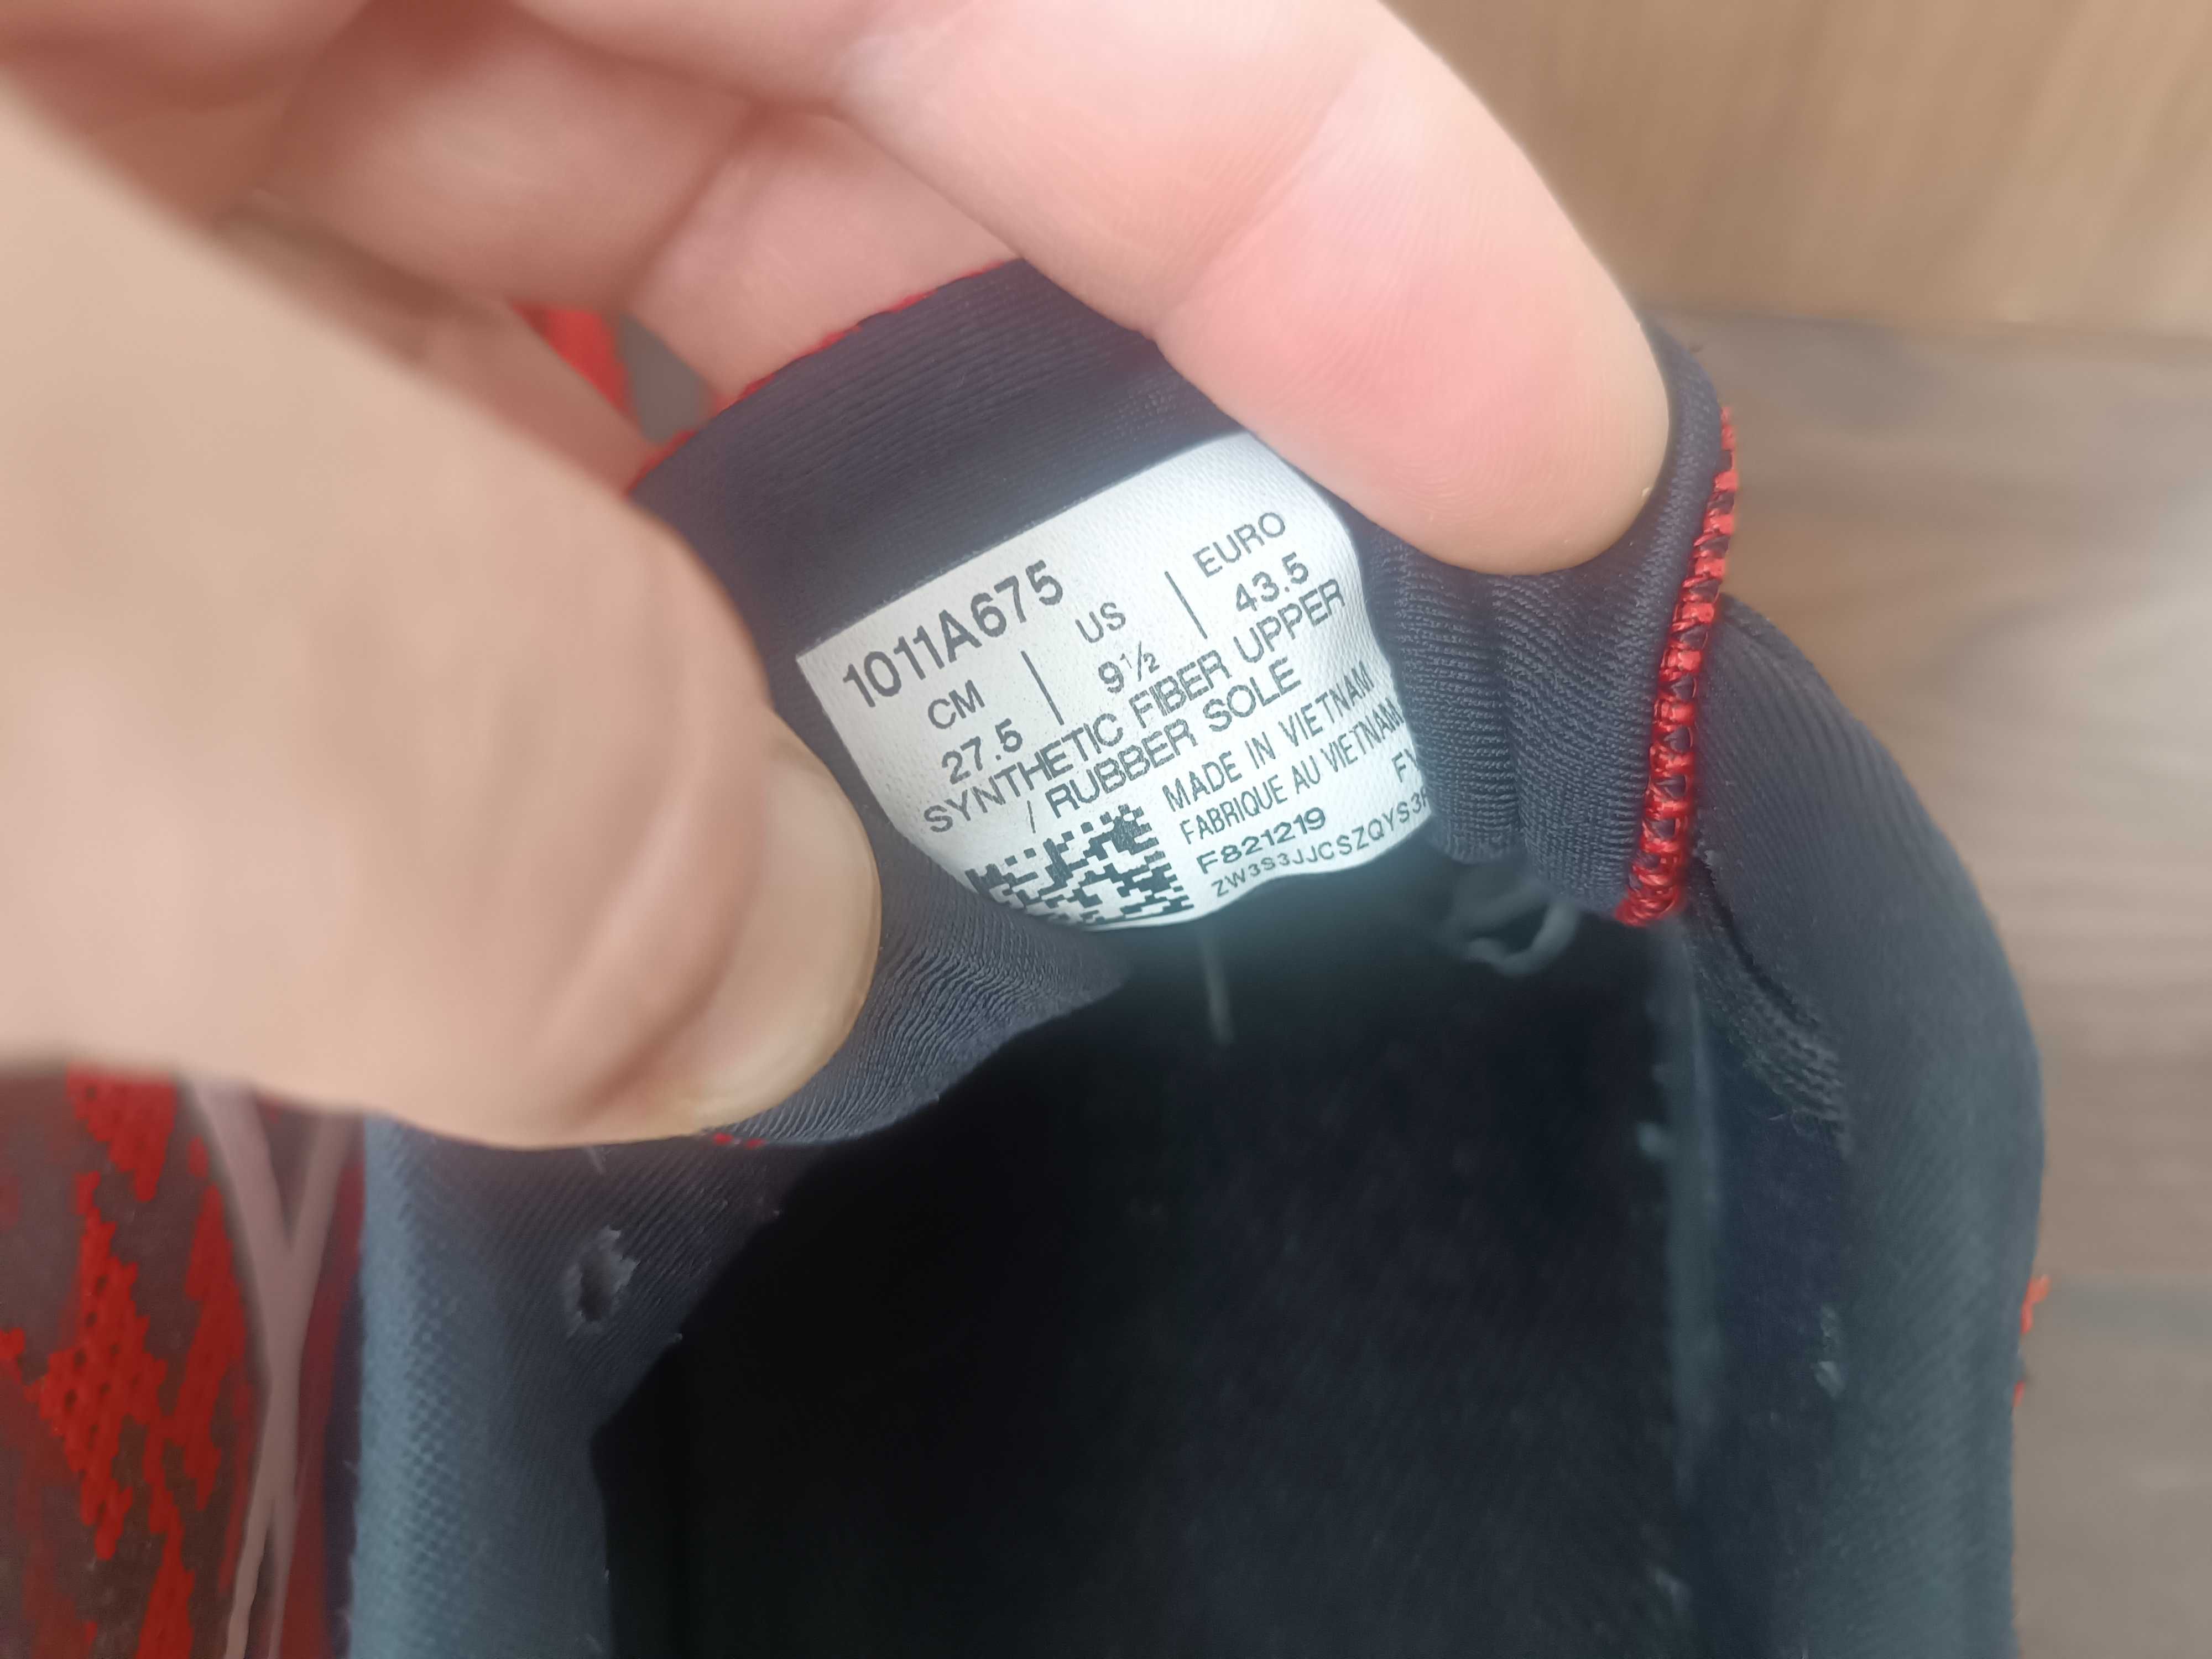 1011A675
CM | US | EURO
27.5 9½ 43.5
SYNTHETIC FIBER UPPER
/ RUBBER SOLE
MADE IN VIETNAM
FABRIQUE AU VIETNAM
F821219